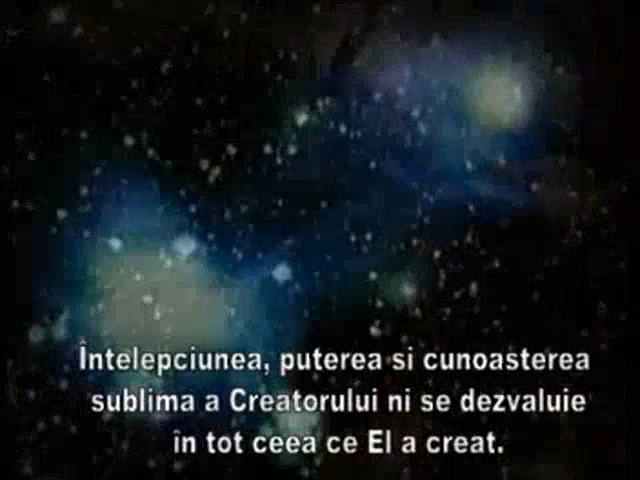 Întelepciunea, puterea si cunoasterea
sublima a Creatorului ni se dezvaluie
în tot ceea ce El a creat.